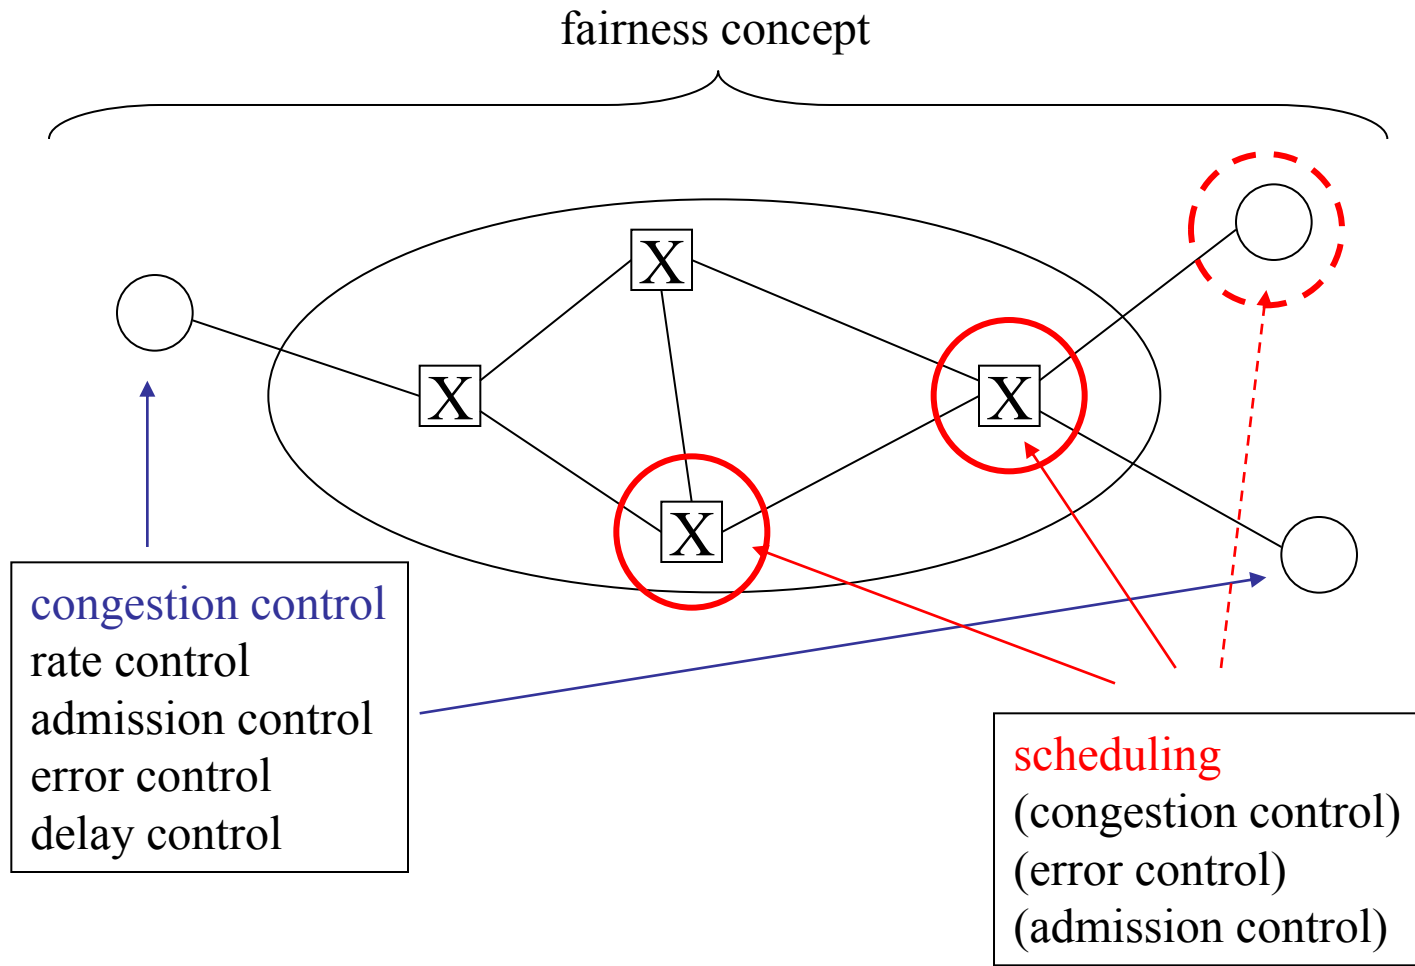 fairness concept
X
X
X
X
congestion control
rate control
admission control
error control
delay control
scheduling
(congestion control)
(error control)
(admission control)